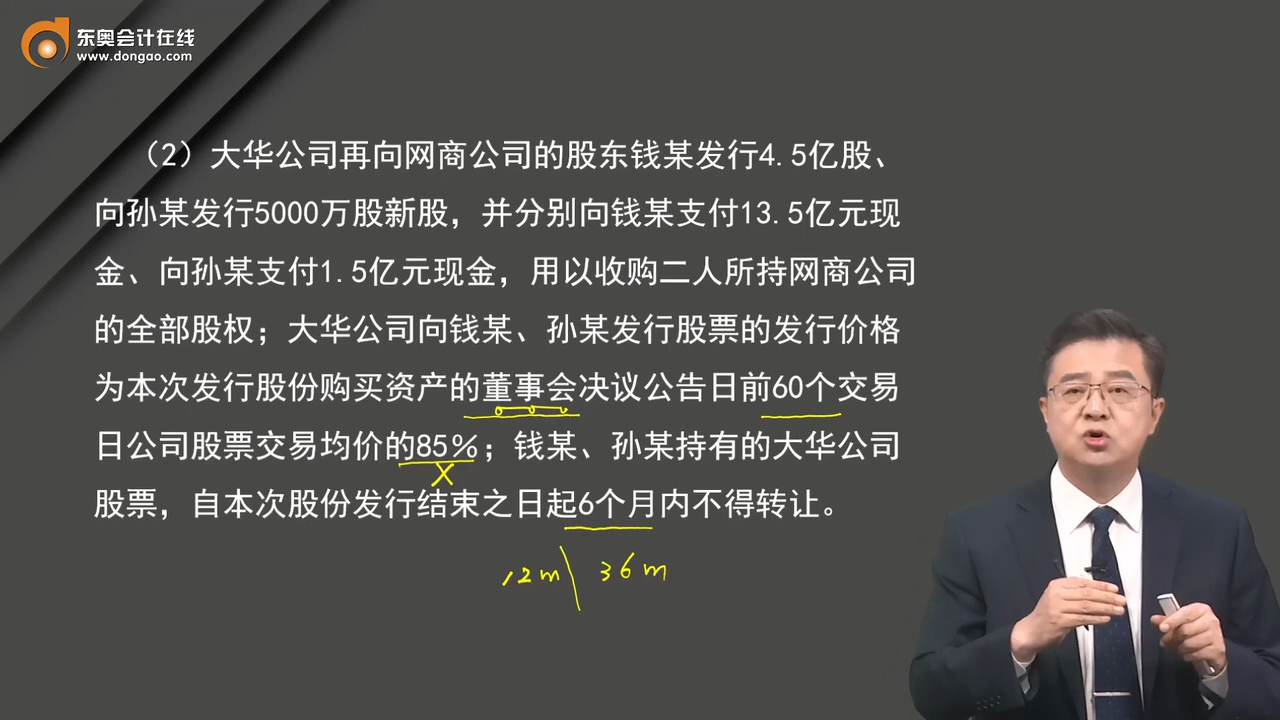 东奥会计在线
www.dongao.com
（2）大华公司再向网商公司的股东钱某发行4.5亿股、
向孙某发行5000万股新股，并分别向钱某支付13.5亿元现
金、向孙某支付1.5亿元现金，用以收购二人所持网商公司
的全部股权；大华公司向钱某、孙某发行股票的发行价格
为本次发行股份购买资产的董事会决议公告日前60个交易
日公司股票交易均价的85%；钱某、孙某持有的大华公司
股票，自本次股份发行结束之日起6个月内不得转让。
X
12m 36m